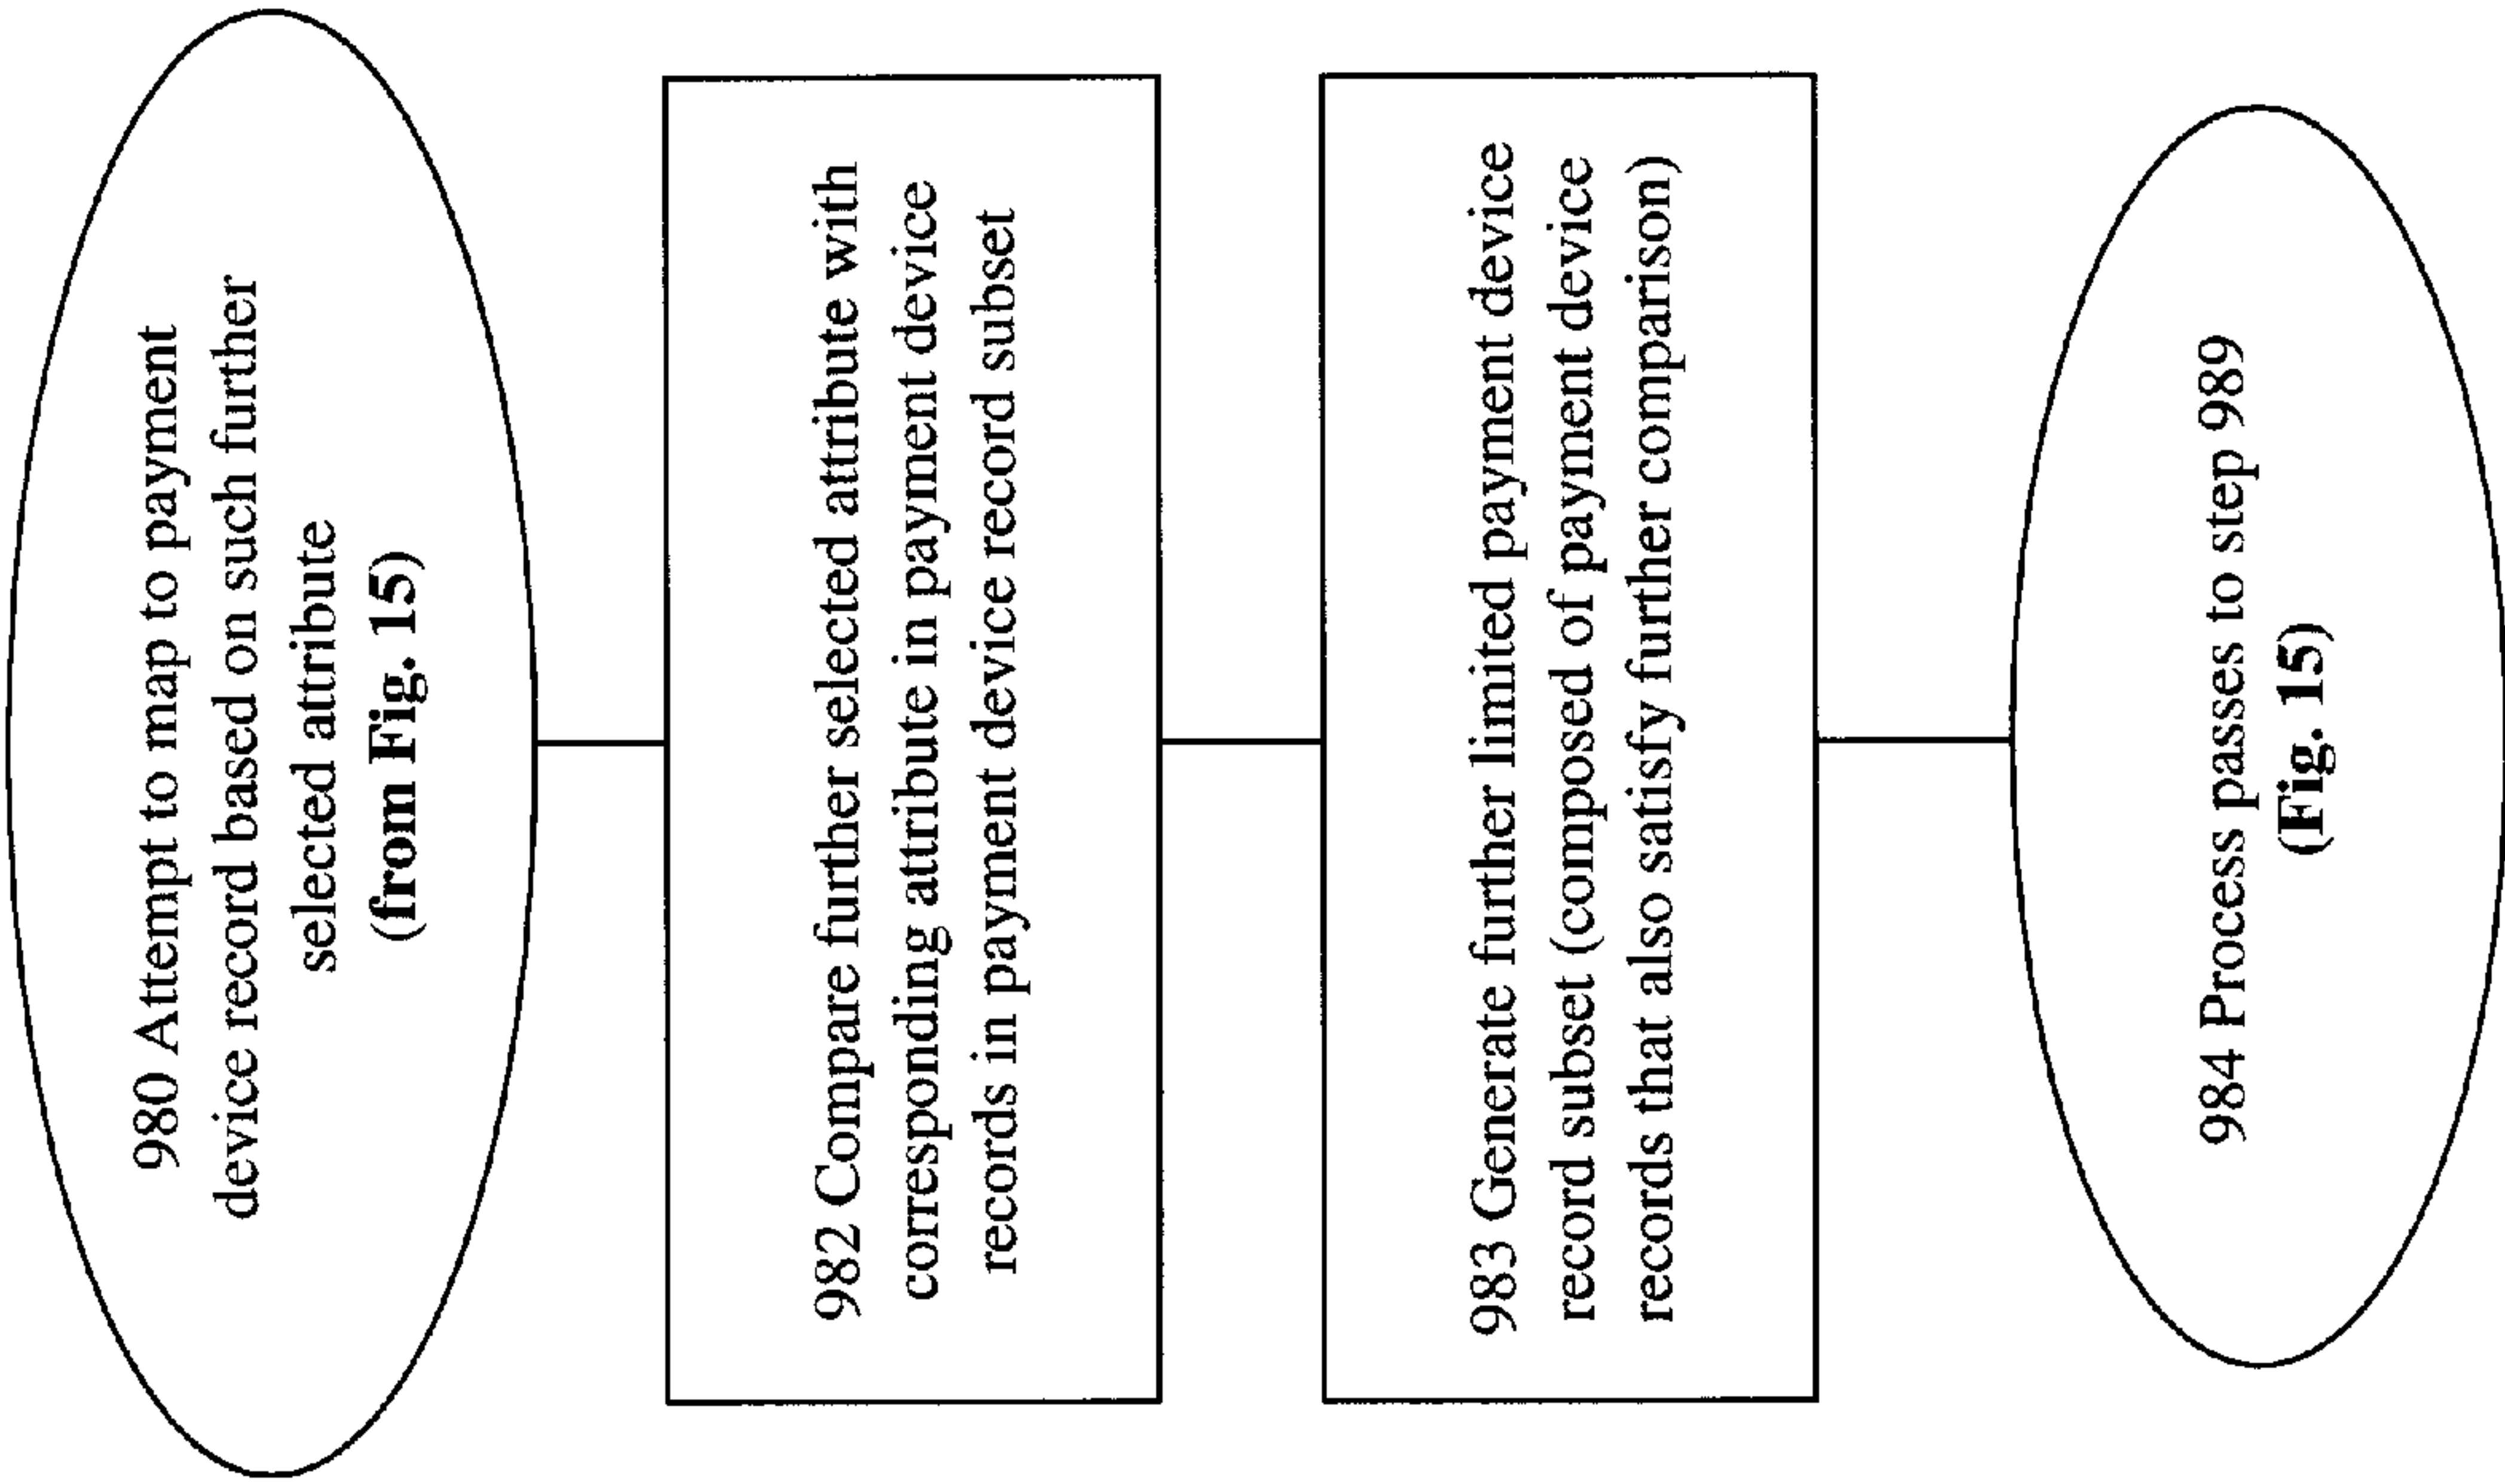 980 Attempt to map to payment
device record based on such further
selected attribute
(from Fig. 15)
982 Compare further selected attribute with
corresponding attribute in payment device
records in payment device record subset
983 Generate further limited payment device
record subset (composed of payment device
records that also satisfy further comparison)
984 Process passes to step 989
(Fig. 15)